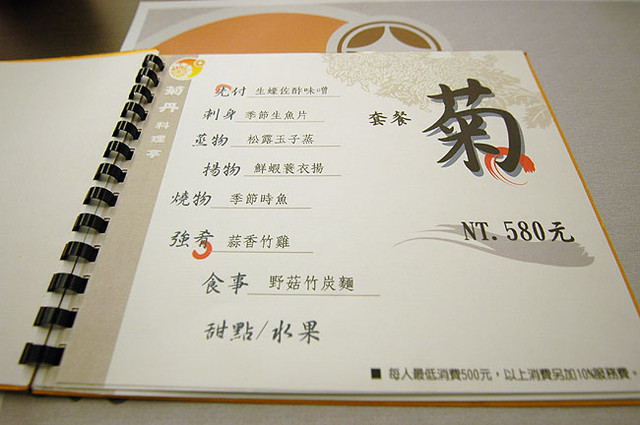 菊丹料理亭
先付 生蠔佐酢味噌
刺身 季節生魚片
蒸物 松露玉子蒸
揚物 鮮蝦蓑衣揚
燒物 季節時魚
強肴 蒜香竹雞
食事 野菇竹炭麵
甜點/水果
套餐 菊
NT. 580元
■ 每人最低消費500元，以上消費另加10%服務費。